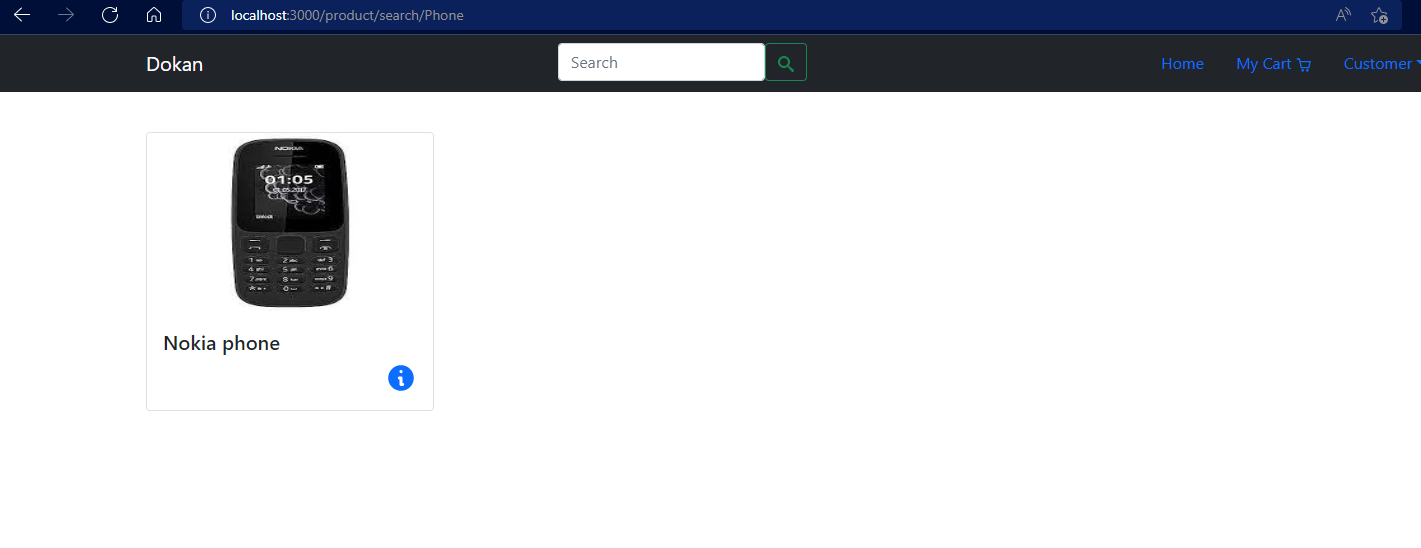 localhost:3000/product/search/Phone
Dokan
Search
Home
My Cart
Customer
NOKIA
01:05
Nokia phone